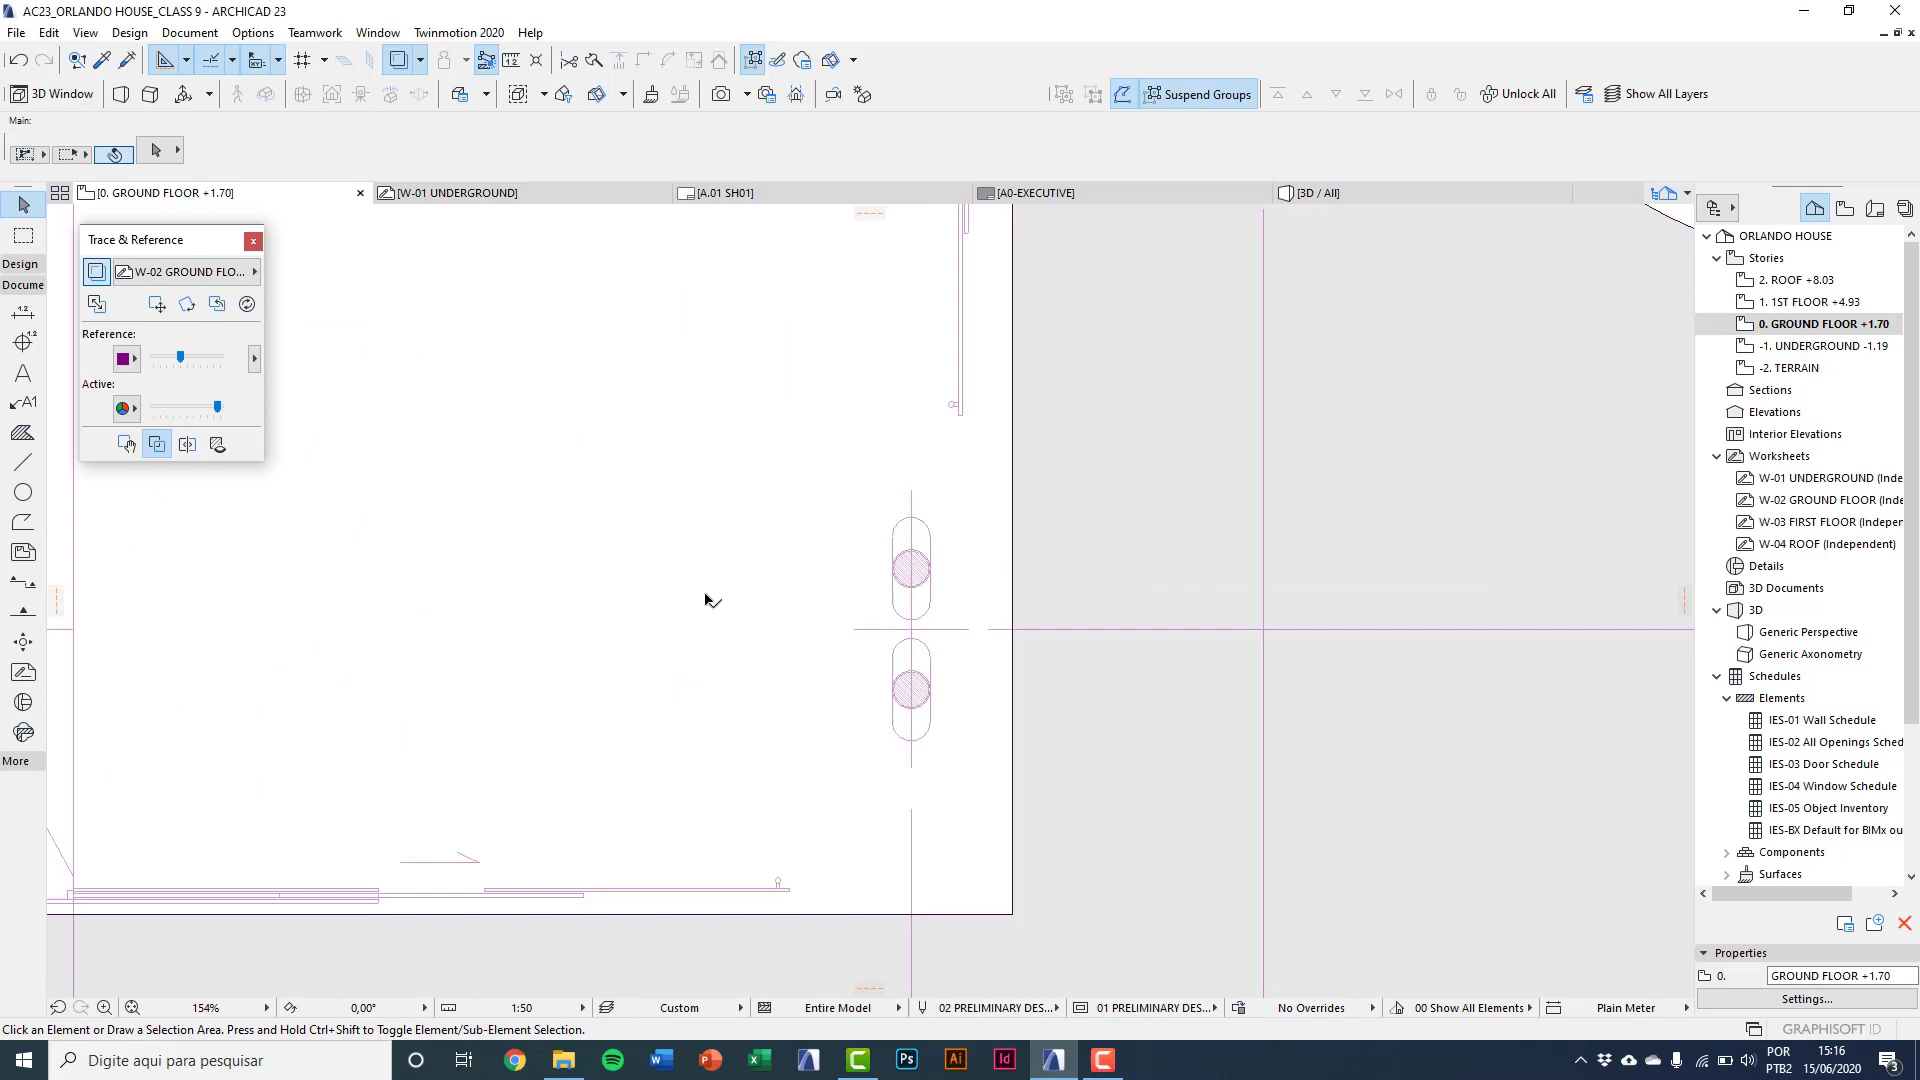 AC23_ORLANDO HOUSE_CLASS 9 - ARCHICAD 23
File Edit View Design Document Options Teamwork Window Twinmotion 2020 Help
3D Window Suspend Groups Unlock All Show All Layers
Main:
[0. GROUND FLOOR +1.70] [W-01 UNDERGROUND] [A.01 SH01] [A0-EXECUTIVE] [3D / All]
Trace & Reference
W-02 GROUND FLO...
Reference:
Active:
Design
Docume
1.2
1.2
A
A1
More
ORLANDO HOUSE
Stories
2. ROOF +8.03
1. 1ST FLOOR +4.93
0. GROUND FLOOR +1.70
-1. UNDERGROUND -1.19
-2. TERRAIN
Sections
Elevations
Interior Elevations
Worksheets
W-01 UNDERGROUND (Inde
W-02 GROUND FLOOR (Inde
W-03 FIRST FLOOR (Indeper
W-04 ROOF (Independent)
Details
3D Documents
3D
Generic Perspective
Generic Axonometry
Schedules
Elements
IES-01 Wall Schedule
IES-02 All Openings Sched
IES-03 Door Schedule
IES-04 Window Schedule
IES-05 Object Inventory
IES-BX Default for BIMx ou
Components
Surfaces
Properties
0. GROUND FLOOR +1.70
Settings...
154% 0,00° 1:50 Custom Entire Model 02 PRELIMINARY DES... 01 PRELIMINARY DES... No Overrides 00 Show All Elements Plain Meter
Click an Element or Draw a Selection Area. Press and Hold Ctrl+Shift to Toggle Element/Sub-Element Selection.
GRAPHISOFT ID
Digite aqui para pesquisar
Ps Ai Id
POR
PTB2
15:16
15/06/2020
3